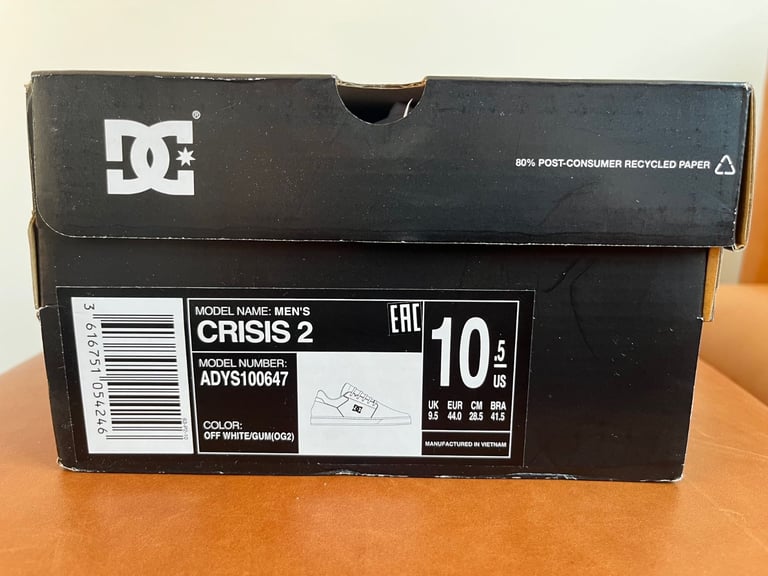 DC®
80% POST-CONSUMER RECYCLED PAPER
3 616751 054246
MODEL NAME: MEN'S
CRISIS 2
EAC
MODEL NUMBER:
ADYS100647
COLOR:
OFF WHITE/GUM(OG2)
DC
10.5
US
UK EUR CM BRA
9.5 44.0 28.5 41.5
MANUFACTURED IN VIETNAM